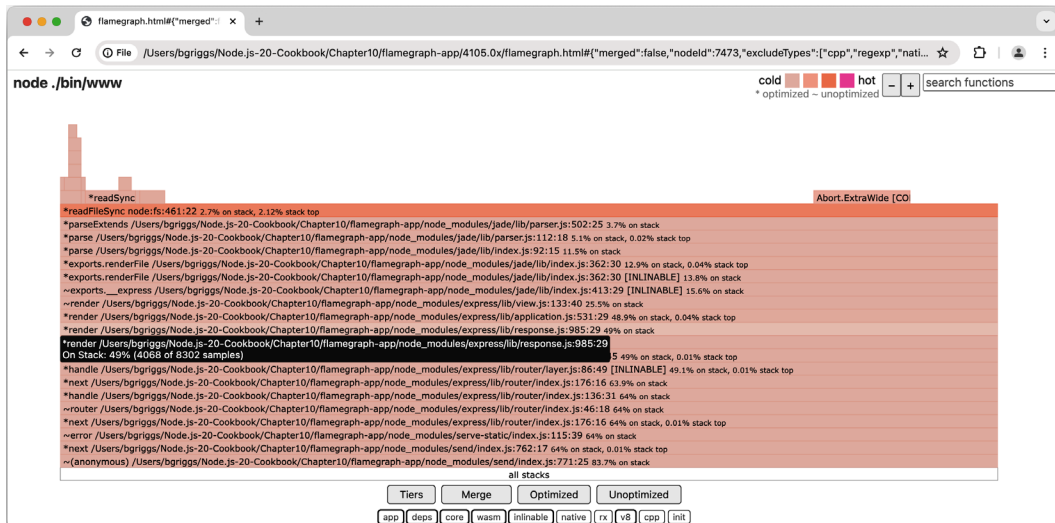 flamegraph.html#{"merged":f
File /Users/bgriggs/Node.js-20-Cookbook/Chapter10/flamegraph-app/4105.0x/flamegraph.html#{"merged":false,"nodeId":7473,"excludeTypes":["cpp","regexp","nati...
node ./bin/www
cold hot
* optimized ~ unoptimized
− + search functions
*readSync
Abort.ExtraWide [CO
*readFileSync node:fs:461:22 2.7% on stack, 2.12% stack top
*parseExtends /Users/bgriggs/Node.js-20-Cookbook/Chapter10/flamegraph-app/node_modules/jade/lib/parser.js:502:25 3.7% on stack
*parse /Users/bgriggs/Node.js-20-Cookbook/Chapter10/flamegraph-app/node_modules/jade/lib/parser.js:112:18 5.1% on stack, 0.02% stack top
*parse /Users/bgriggs/Node.js-20-Cookbook/Chapter10/flamegraph-app/node_modules/jade/lib/index.js:92:15 11.5% on stack
*exports.renderFile /Users/bgriggs/Node.js-20-Cookbook/Chapter10/flamegraph-app/node_modules/jade/lib/index.js:362:30 12.9% on stack, 0.04% stack top
*exports.renderFile /Users/bgriggs/Node.js-20-Cookbook/Chapter10/flamegraph-app/node_modules/jade/lib/index.js:362:30 [INLINABLE] 13.8% on stack
~exports.__express /Users/bgriggs/Node.js-20-Cookbook/Chapter10/flamegraph-app/node_modules/jade/lib/index.js:413:29 [INLINABLE] 15.6% on stack
~render /Users/bgriggs/Node.js-20-Cookbook/Chapter10/flamegraph-app/node_modules/express/lib/view.js:133:40 25.5% on stack
*render /Users/bgriggs/Node.js-20-Cookbook/Chapter10/flamegraph-app/node_modules/express/lib/application.js:531:29 48.9% on stack, 0.04% stack top
*render /Users/bgriggs/Node.js-20-Cookbook/Chapter10/flamegraph-app/node_modules/express/lib/response.js:985:29 49% on stack
*render /Users/bgriggs/Node.js-20-Cookbook/Chapter10/flamegraph-app/node_modules/express/lib/response.js:985:29
On Stack: 49% (4068 of 8302 samples)
5 49% on stack, 0.01% stack top
*handle /Users/bgriggs/Node.js-20-Cookbook/Chapter10/flamegraph-app/node_modules/express/lib/router/layer.js:86:49 [INLINABLE] 49.1% on stack, 0.01% stack top
*next /Users/bgriggs/Node.js-20-Cookbook/Chapter10/flamegraph-app/node_modules/express/lib/router/index.js:176:16 63.9% on stack
*handle /Users/bgriggs/Node.js-20-Cookbook/Chapter10/flamegraph-app/node_modules/express/lib/router/index.js:136:31 64% on stack
~router /Users/bgriggs/Node.js-20-Cookbook/Chapter10/flamegraph-app/node_modules/express/lib/router/index.js:46:18 64% on stack
*next /Users/bgriggs/Node.js-20-Cookbook/Chapter10/flamegraph-app/node_modules/express/lib/router/index.js:176:16 64% on stack, 0.01% stack top
~error /Users/bgriggs/Node.js-20-Cookbook/Chapter10/flamegraph-app/node_modules/serve-static/index.js:115:39 64% on stack
*next /Users/bgriggs/Node.js-20-Cookbook/Chapter10/flamegraph-app/node_modules/send/index.js:762:17 64% on stack, 0.01% stack top
~(anonymous) /Users/bgriggs/Node.js-20-Cookbook/Chapter10/flamegraph-app/node_modules/send/index.js:771:25 83.7% on stack
all stacks
Tiers Merge Optimized Unoptimized
app deps core wasm inlinable native rx v8 cpp init